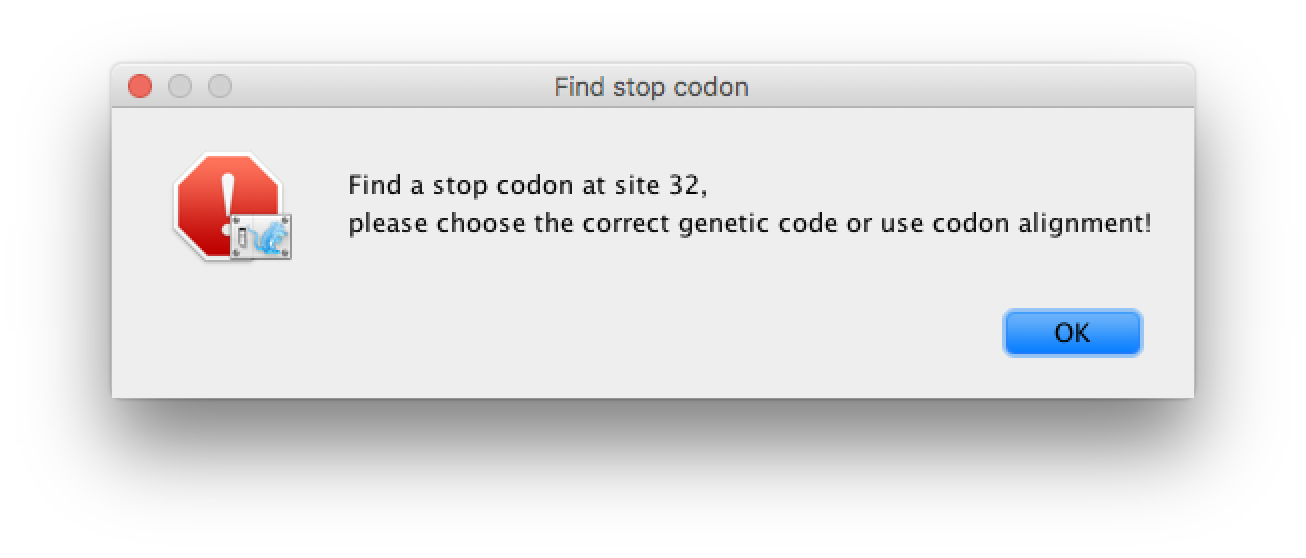 Find stop codon
Find a stop codon at site 32,
please choose the correct genetic code or use codon alignment!
OK